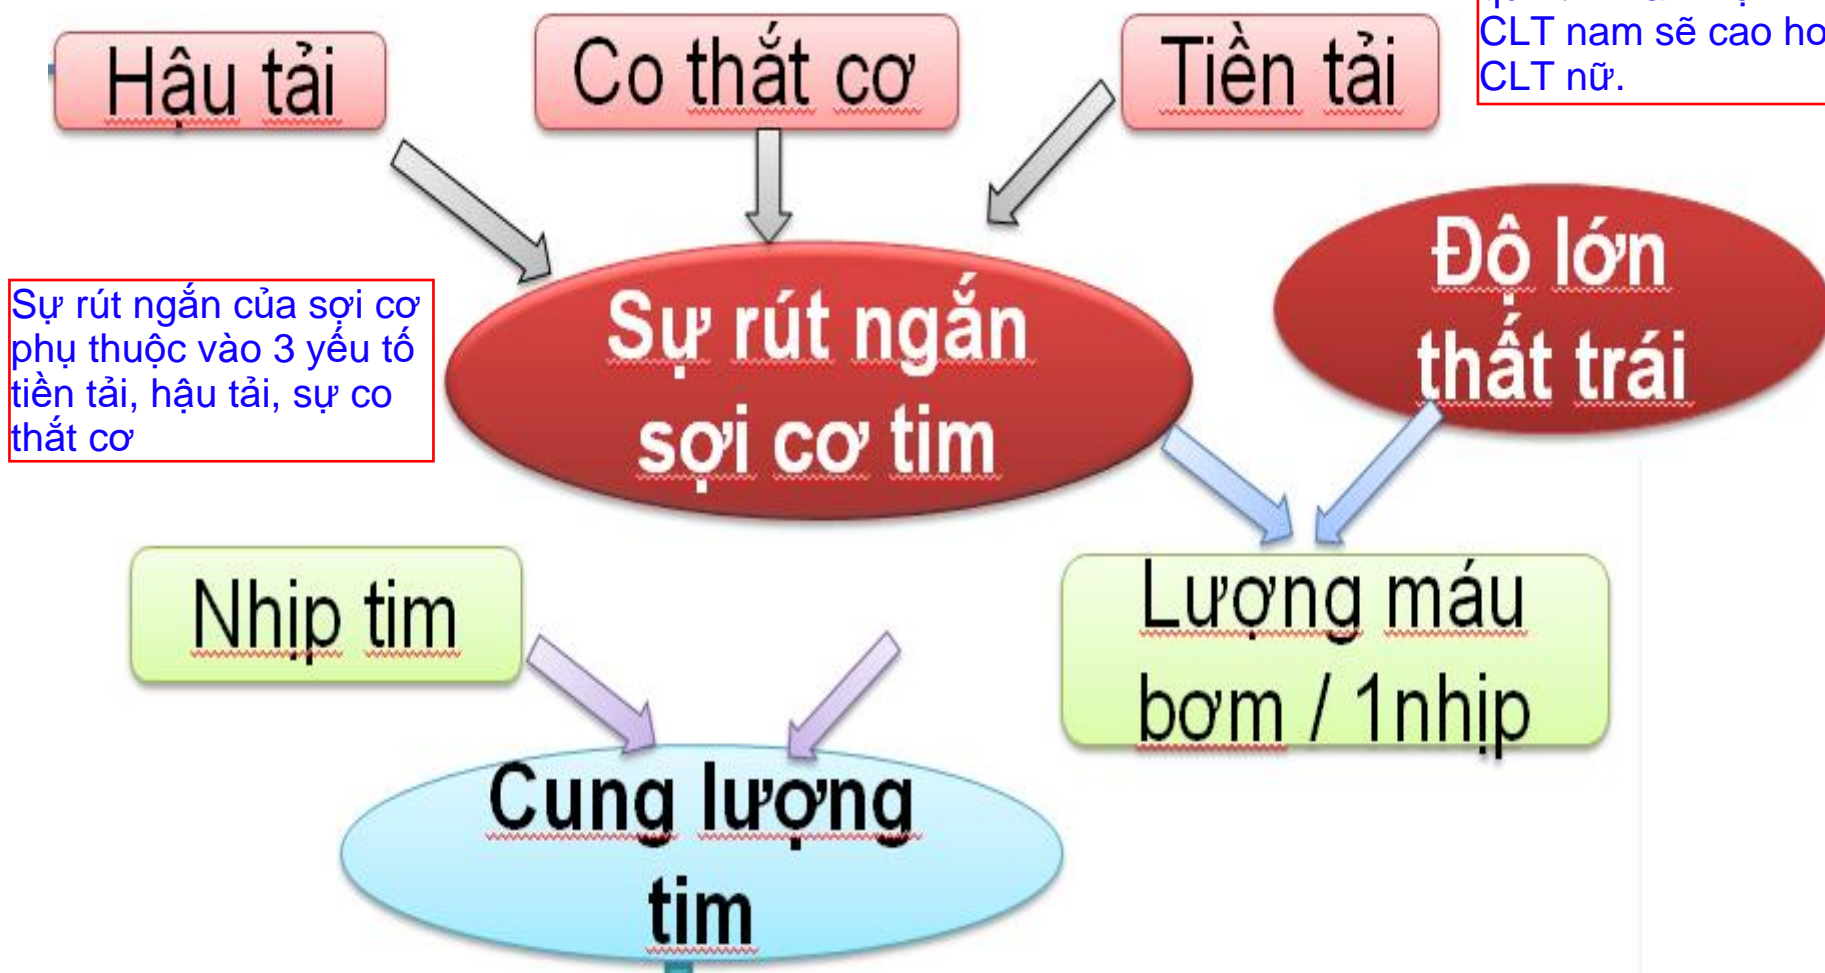 CLT nam sẽ cao
CLT nữ.
Hậu tải
Co thắt cơ
Tiền tải
Sự rút ngắn của sợi cơ
phụ thuộc vào 3 yếu tố
tiền tải, hậu tải, sự co
thắt cơ
Sự rút ngắn
sợi cơ tim
Độ lớn
thất trái
Nhịp tim
Lượng máu
bơm / 1nhịp
Cung lượng
tim